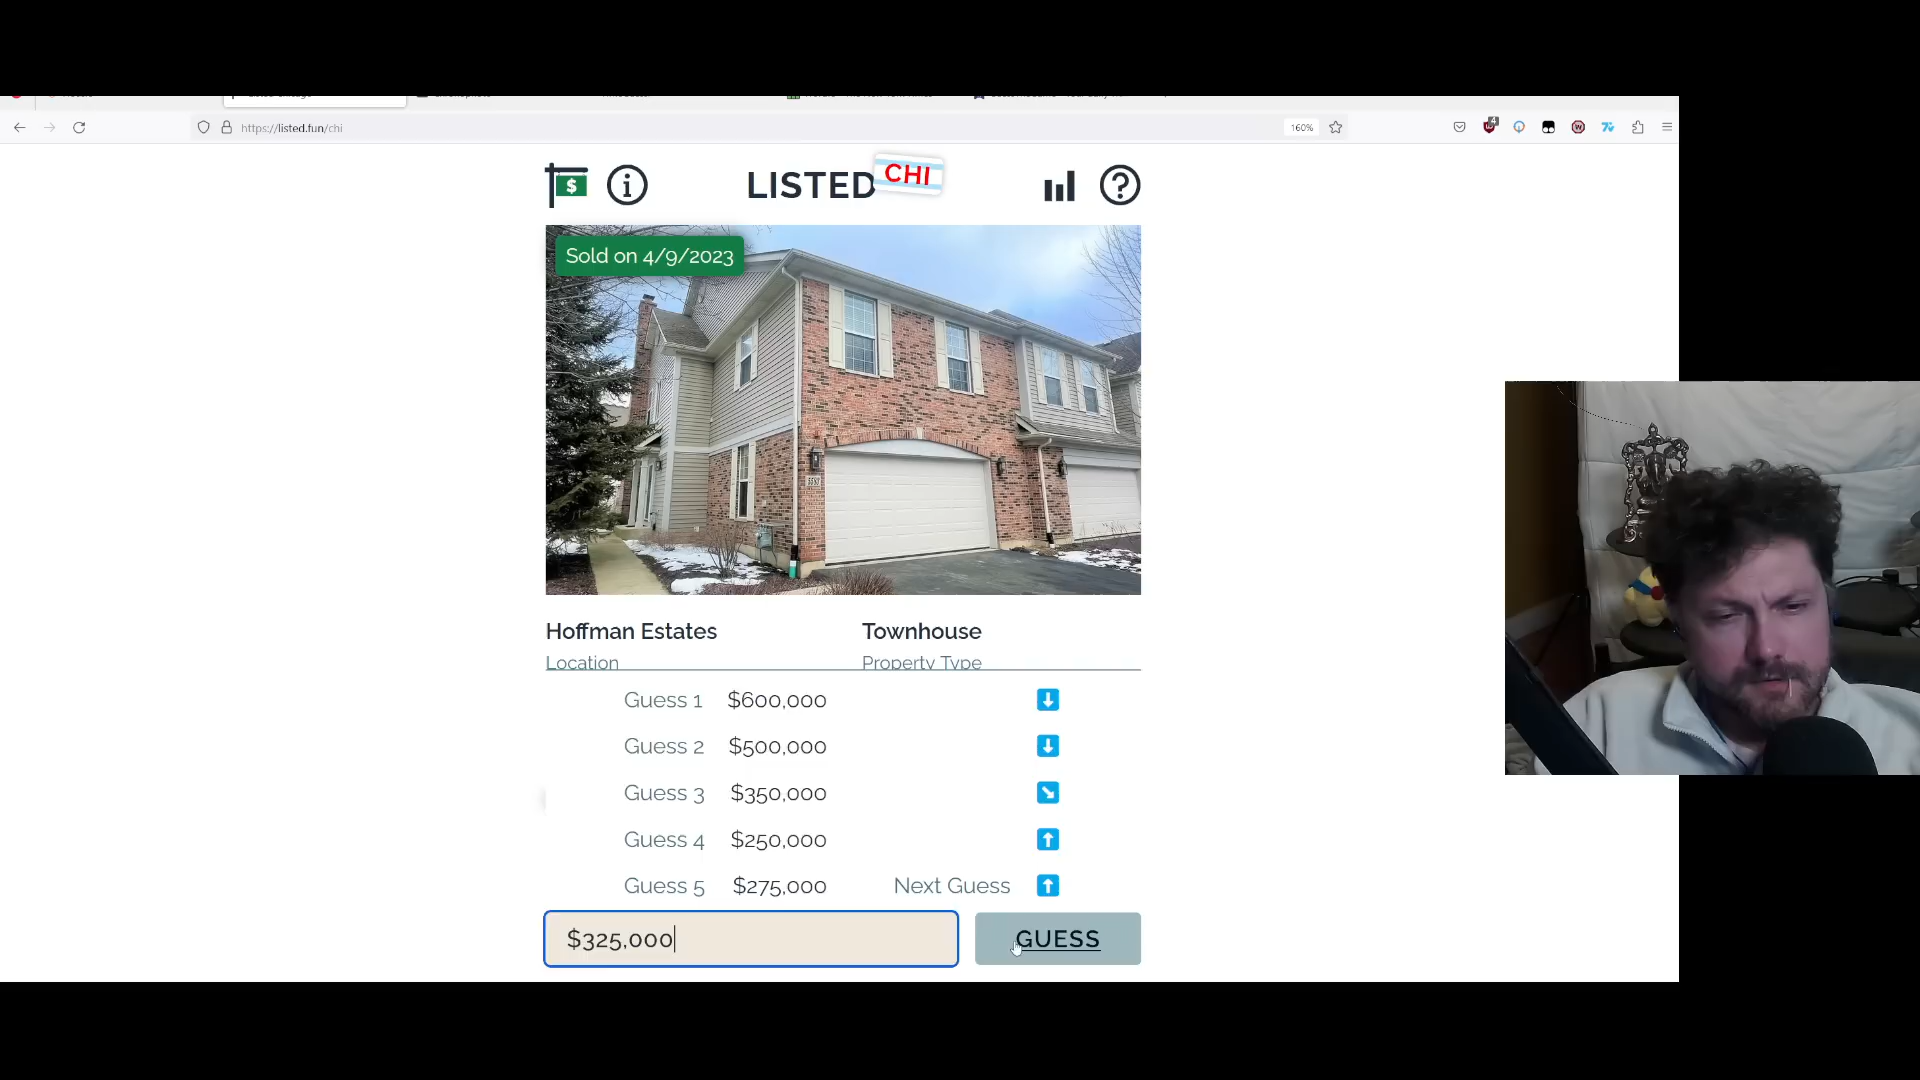 https://listed.fun/chi
160%
LISTED CHI
Sold on 4/9/2023
Hoffman Estates
Townhouse
Location
Property Type
Guess 1 $600,000
Guess 2 $500,000
Guess 3 $350,000
Guess 4 $250,000
Guess 5 $275,000 Next Guess
$325,000
GUESS